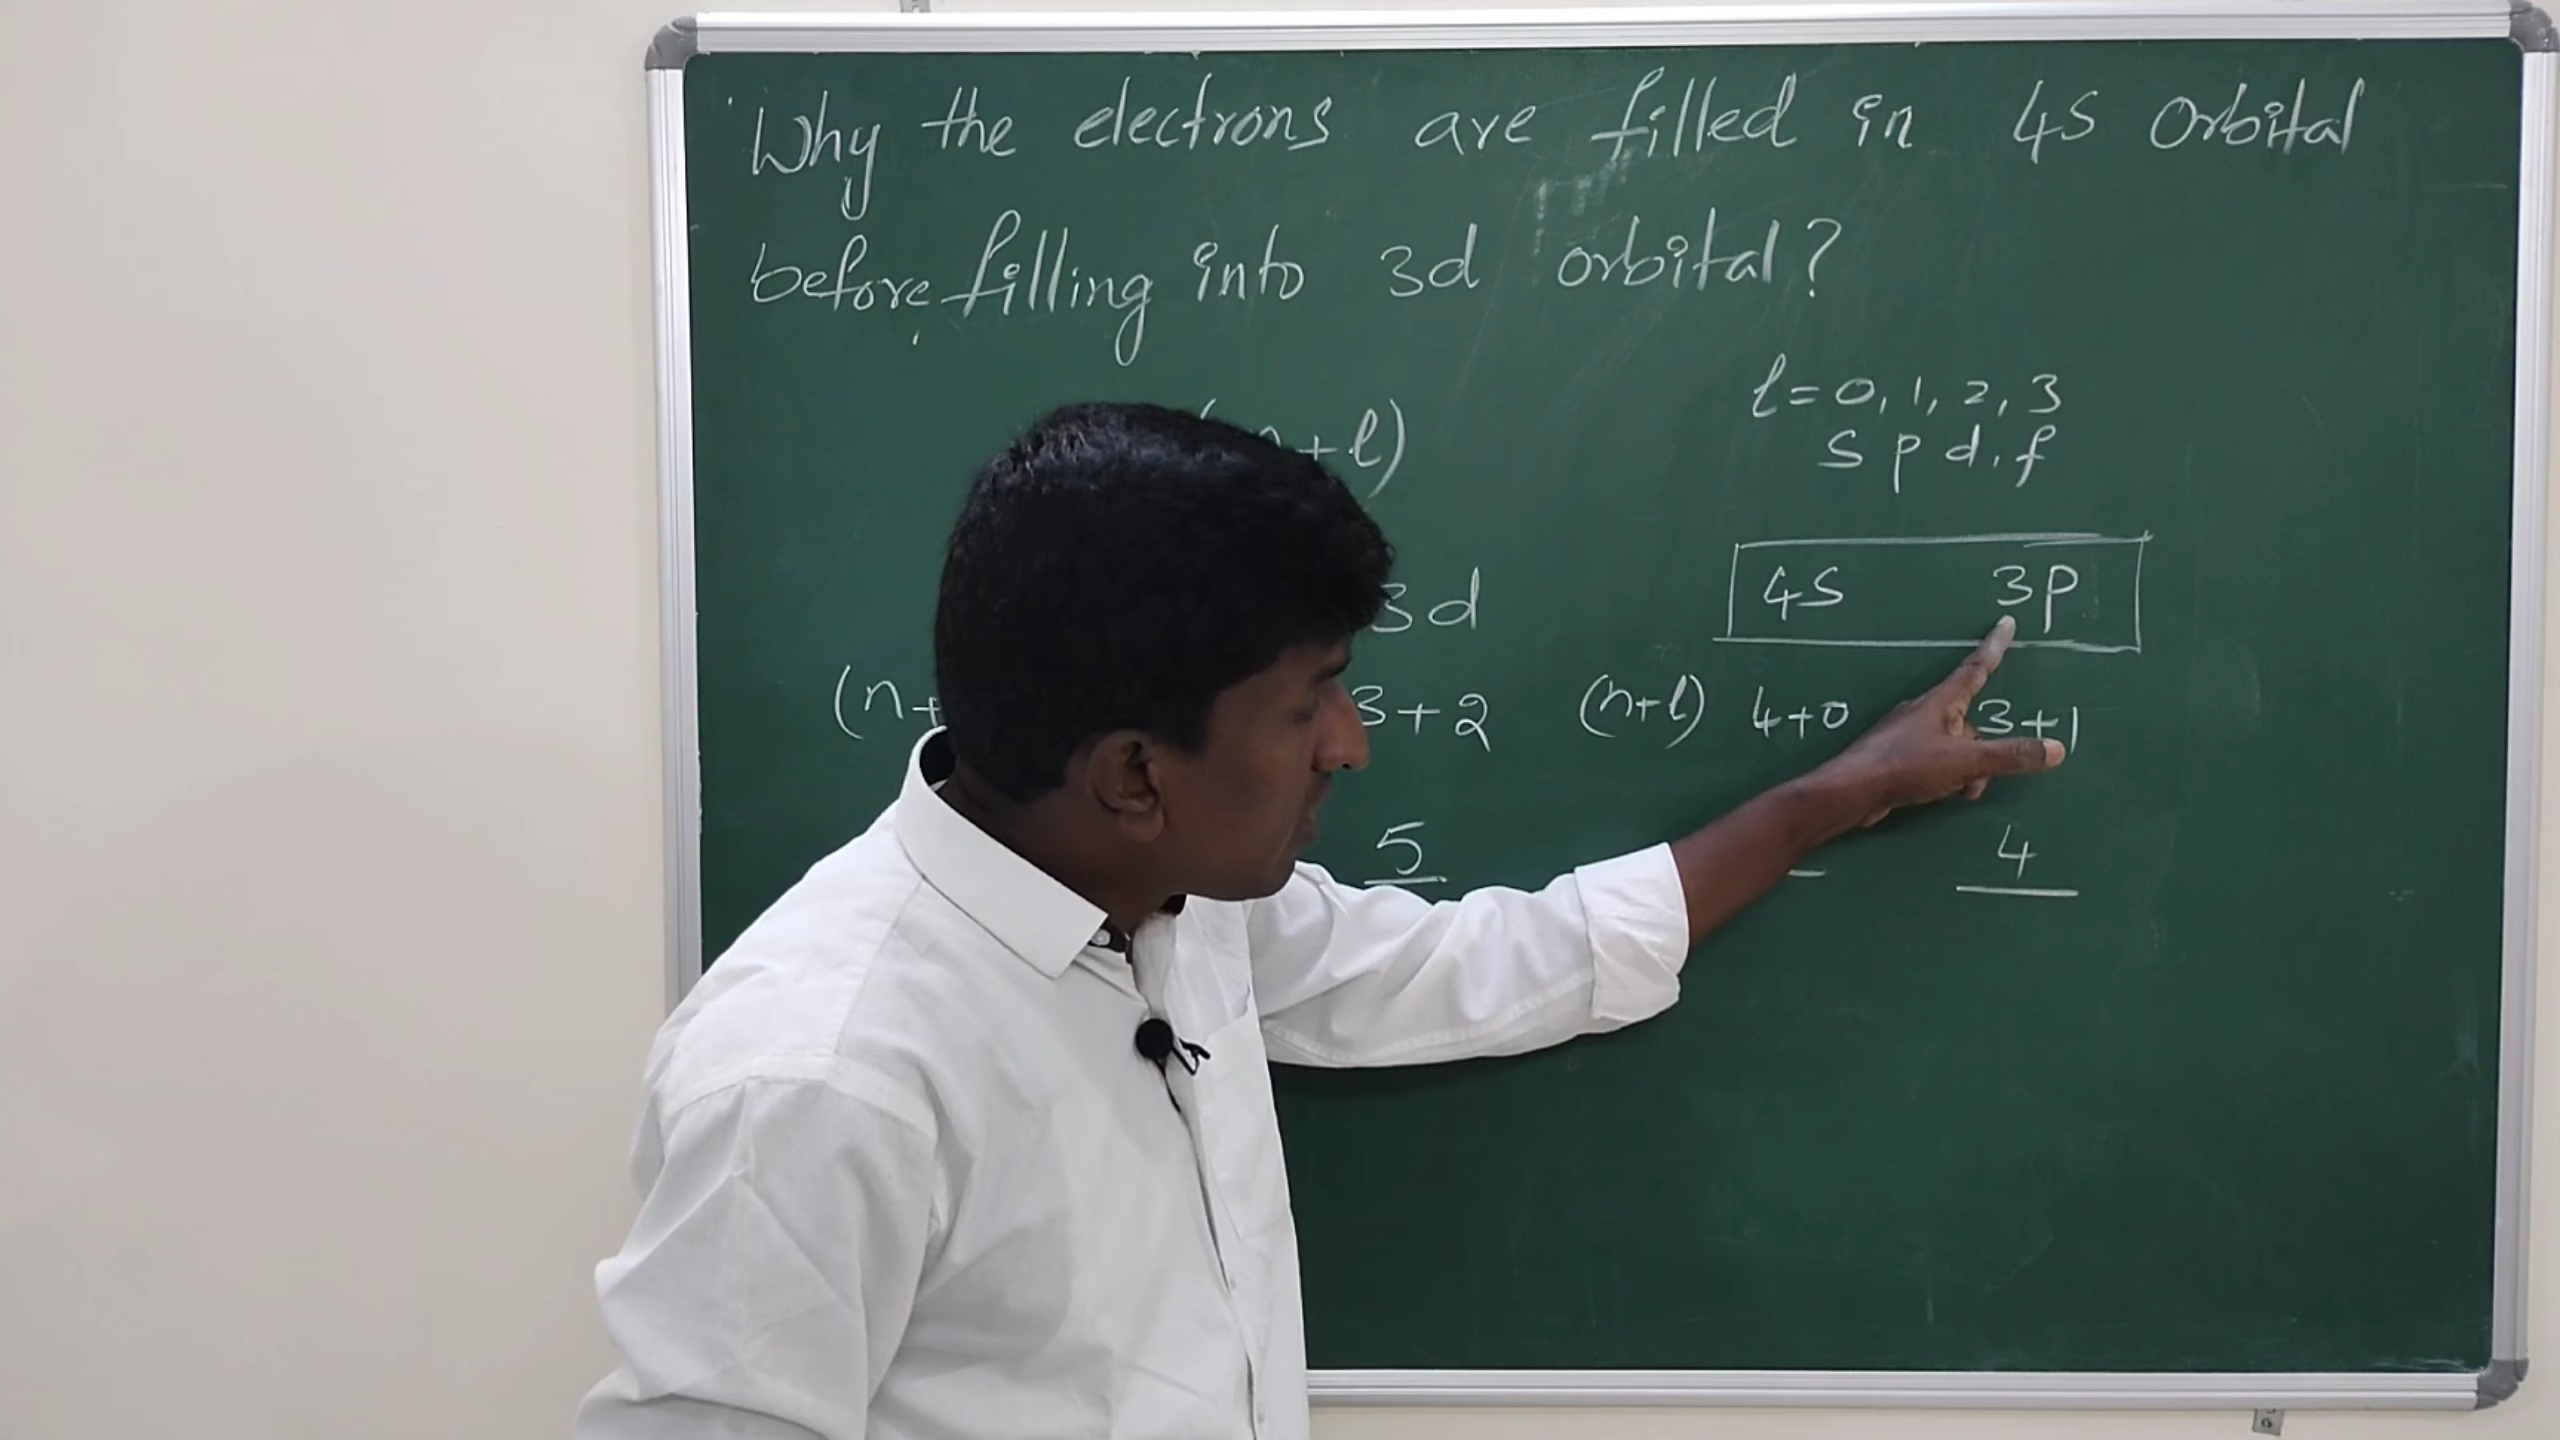 Why the electrons are filled in 4S Orbital
before filling into 3d orbital?
l = 0, 1, 2, 3
S p d, f
+ l)
4S 3P
3d
(n+ 3+2
(n+l) 4+0 3+1
5 4